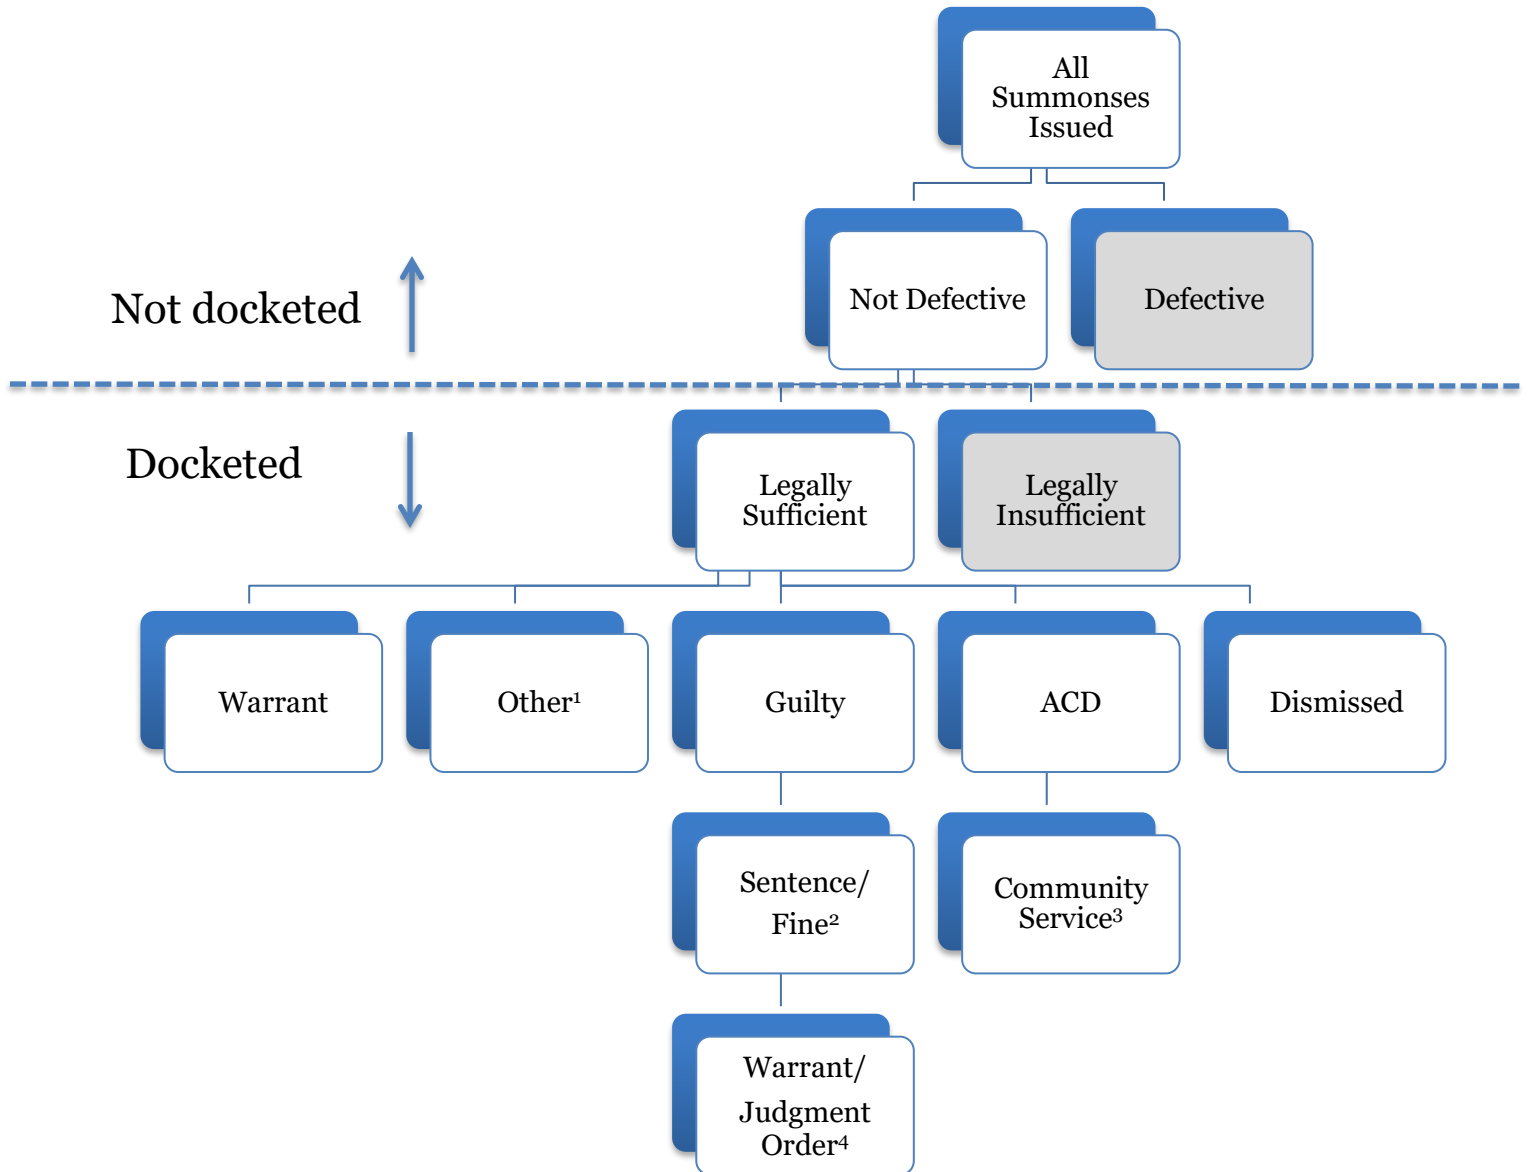 All
Summonses
Issued
Not Defective
Defective
Not docketed
Docketed
Legally
Sufficient
Legally
Insufficient
Warrant
Other¹
Guilty
ACD
Dismissed
Sentence/
Fine²
Community
Service³
Warrant/
Judgment
Order⁴